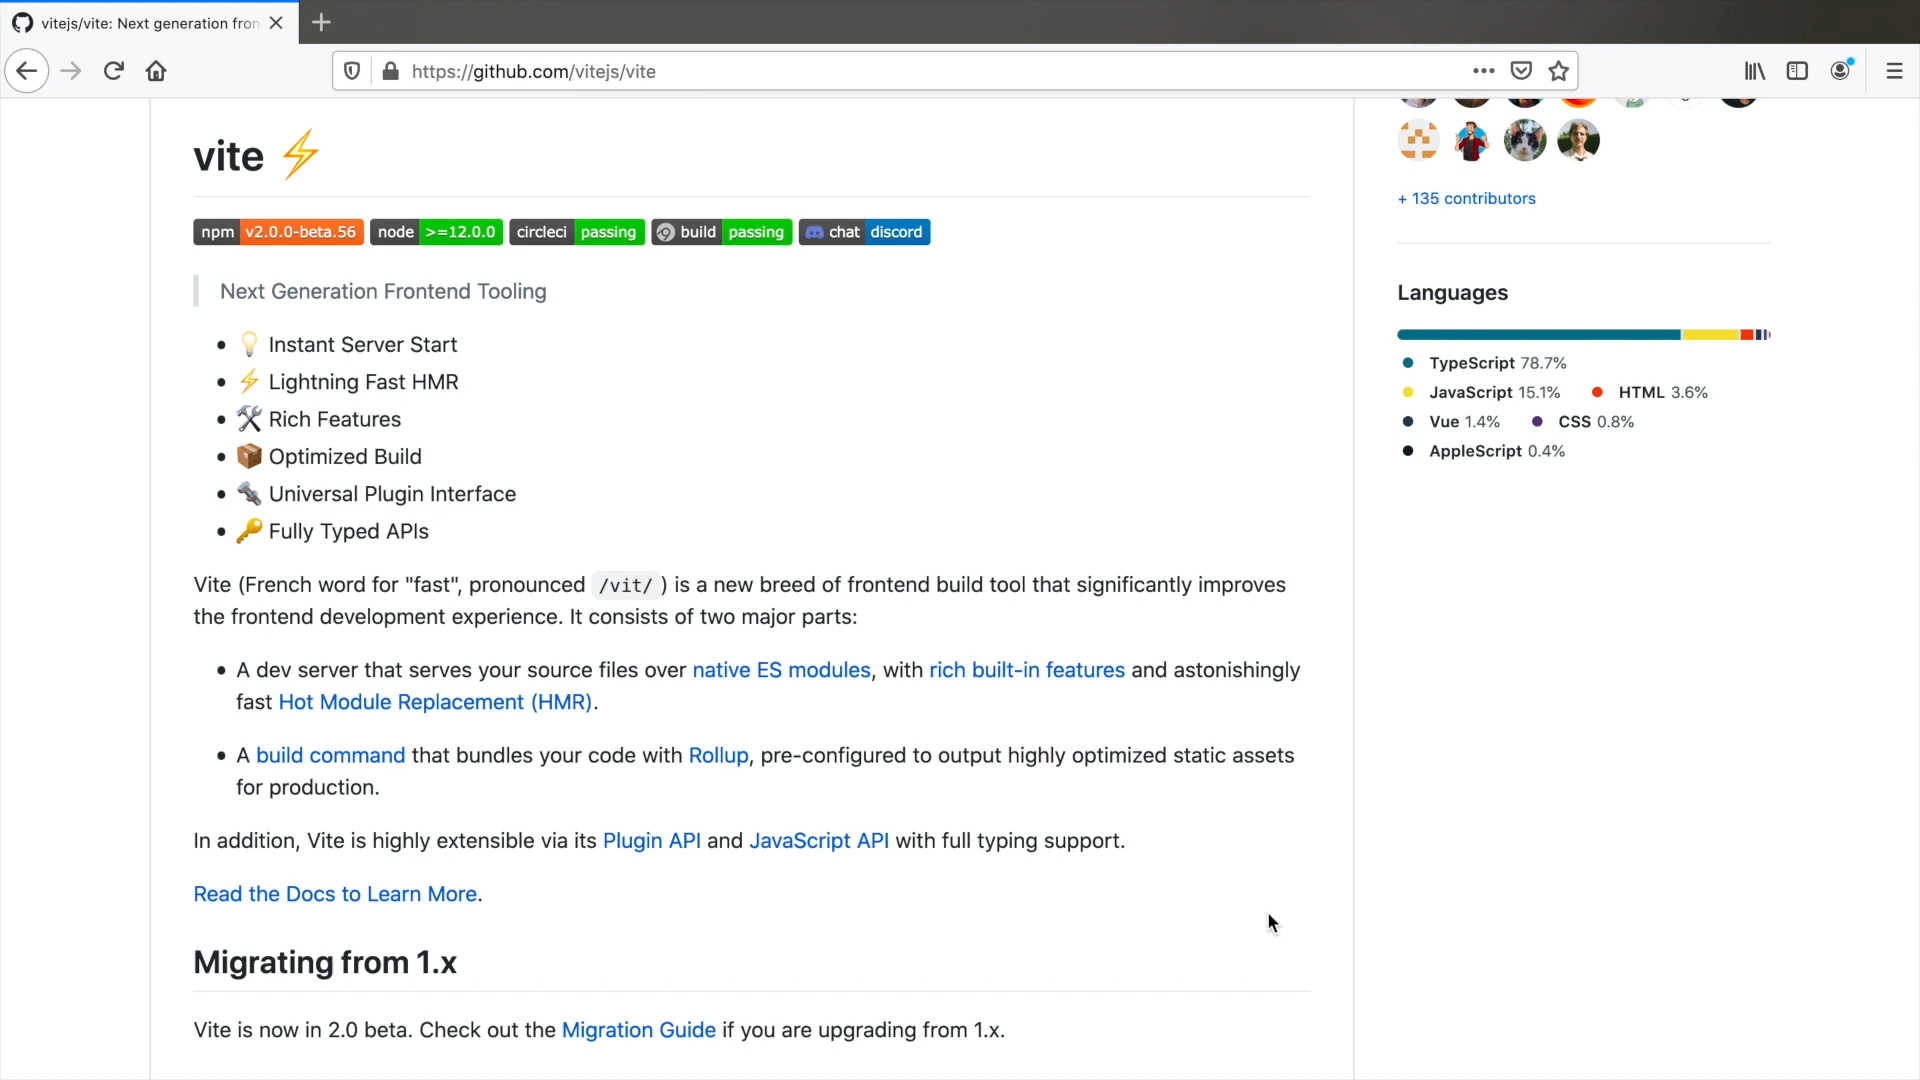 vitejs/vite: Next generation fron
https://github.com/vitejs/vite
vite ⚡
npm v2.0.0-beta.56 node >=12.0.0 circleci passing build passing chat discord
Next Generation Frontend Tooling
💡 Instant Server Start
⚡ Lightning Fast HMR
🛠️ Rich Features
📦 Optimized Build
🔩 Universal Plugin Interface
🔑 Fully Typed APIs
Vite (French word for "fast", pronounced /vit/ ) is a new breed of frontend build tool that significantly improves
the frontend development experience. It consists of two major parts:
A dev server that serves your source files over native ES modules, with rich built-in features and astonishingly
fast Hot Module Replacement (HMR).
A build command that bundles your code with Rollup, pre-configured to output highly optimized static assets
for production.
In addition, Vite is highly extensible via its Plugin API and JavaScript API with full typing support.
Read the Docs to Learn More.
Migrating from 1.x
Vite is now in 2.0 beta. Check out the Migration Guide if you are upgrading from 1.x.
+ 135 contributors
Languages
TypeScript 78.7%
JavaScript 15.1% HTML 3.6%
Vue 1.4% CSS 0.8%
AppleScript 0.4%